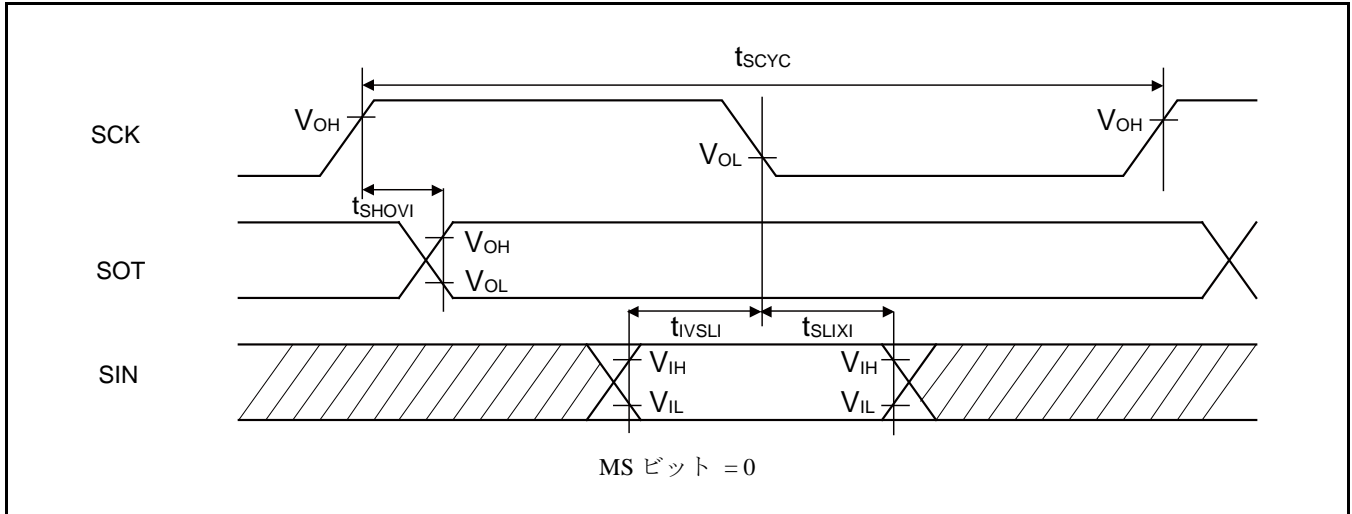 tSCYC
SCK
VOH
VOL
VOH
tSHOVI
SOT
VOH
VOL
tIVSLI
tSLIXI
SIN
VIH
VIL
VIH
VIL
MS ビット =0